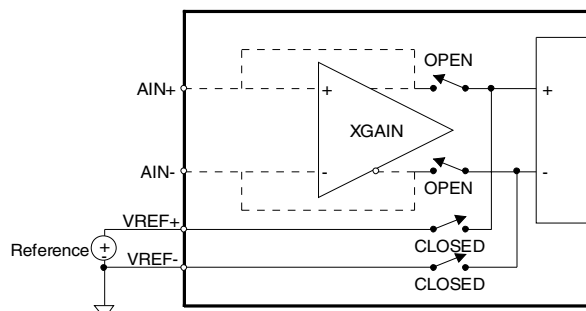 OPEN
AIN+
+
+
XGAIN
AIN-
-
-
OPEN
VREF+
Reference
+
-
CLOSED
VREF-
CLOSED